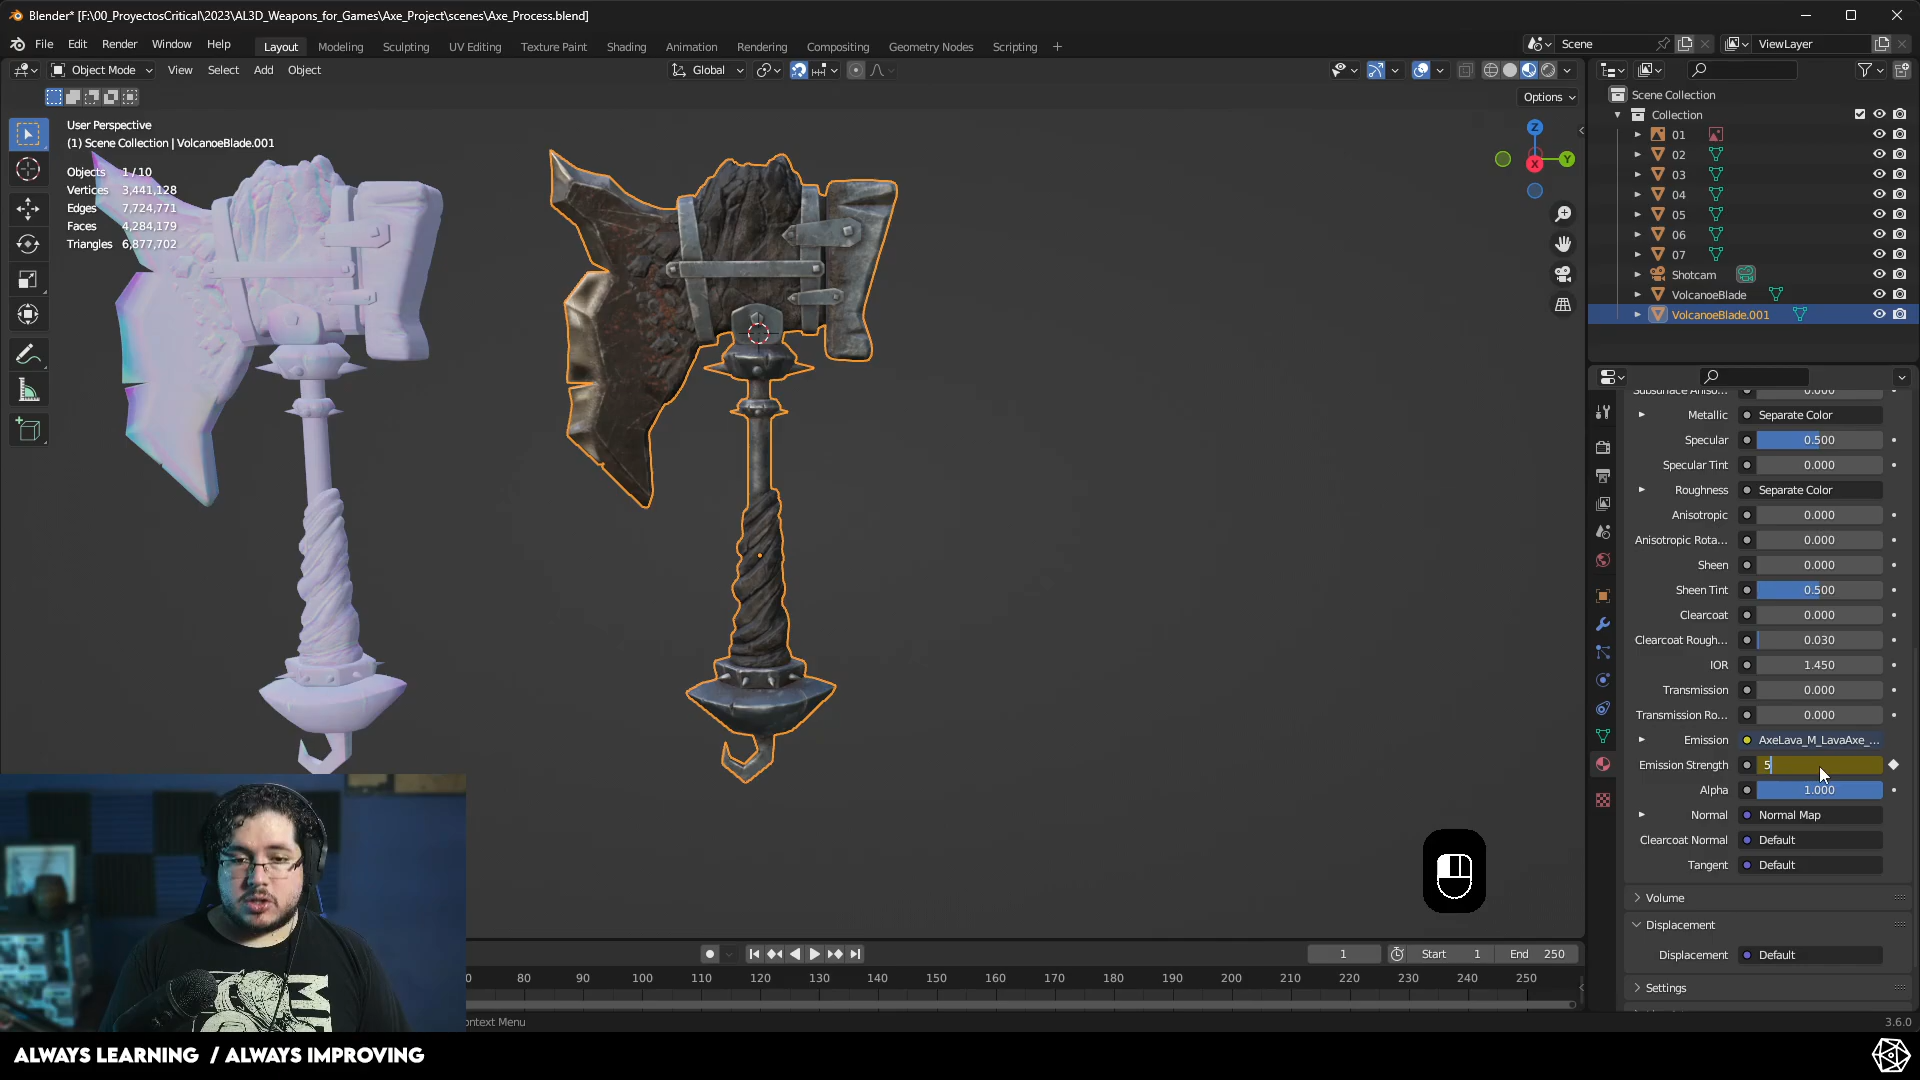 Blender* [F:\00_ProyectosCritical\2023\AL3D_Weapons_for_Games\Axe_Project\scenes\Axe_Process.blend]
File Edit Render Window Help Layout Modeling Sculpting UV Editing Texture Paint Shading Animation Rendering Compositing Geometry Nodes Scripting + Scene ViewLayer
Object Mode View Select Add Object Global
Options
User Perspective
(1) Scene Collection | VolcanoeBlade.001
Objects 1/10
Vertices 3,441,128
Edges 7,724,771
Faces 4,284,179
Triangles 6,877,702
Z
Y
X
Scene Collection
Collection
01
02
03
04
05
06
07
Shotcam
VolcanoeBlade
VolcanoeBlade.001
Subsurface Aniso... 0.000
Metallic Separate Color
Specular 0.500
Specular Tint 0.000
Roughness Separate Color
Anisotropic 0.000
Anisotropic Rota... 0.000
Sheen 0.000
Sheen Tint 0.500
Clearcoat 0.000
Clearcoat Rough... 0.030
IOR 1.450
Transmission 0.000
Transmission Ro... 0.000
Emission AxeLava_M_LavaAxe_...
Emission Strength 5
Alpha 1.000
Normal Normal Map
Clearcoat Normal Default
Tangent Default
Volume
Displacement
Displacement Default
Settings
1 Start 1 End 250
80 90 100 110 120 130 140 150 160 170 180 190 200 210 220 230 240 250
ontext Menu
3.6.0
ALWAYS LEARNING / ALWAYS IMPROVING